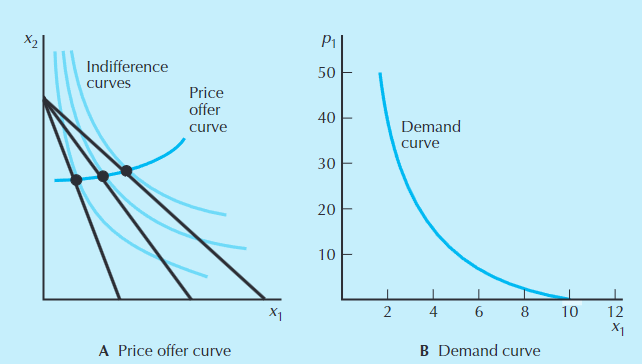 x2
Indifference
curves
Price
offer
curve
x1
A Price offer curve
p1
50
40
30
20
10
Demand
curve
2 4 6 8 10 12
x1
B Demand curve